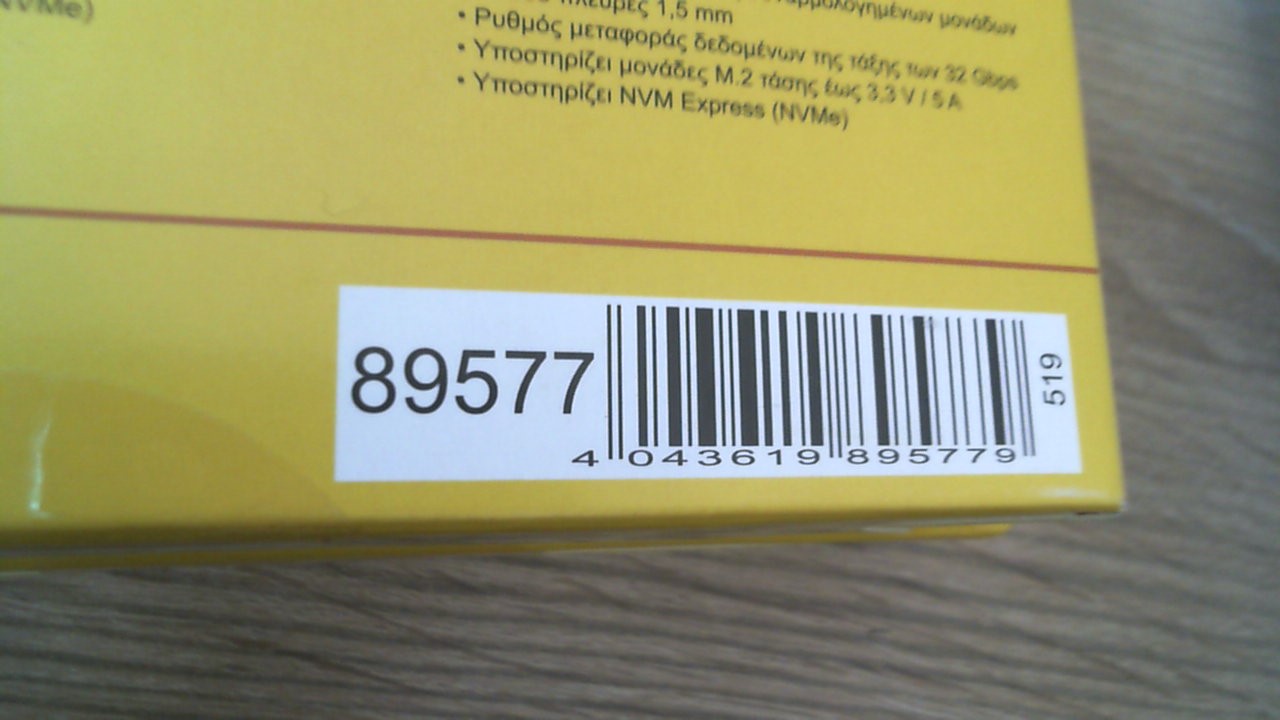 NVMe)
πλευρές 1,5 mm
• Ρυθμός μεταφοράς δεδομένων της τάξης των 32 Gbps
• Υποστηρίζει μονάδες M.2 τάσης έως 3.3 V / 5 A
• Υποστηρίζει NVM Express (NVMe)
89577
4 043619 895779
519